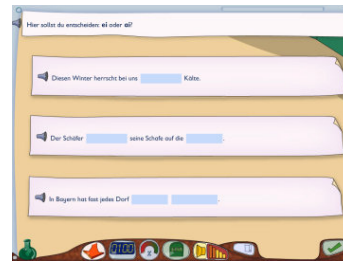 Hier sollst du entscheiden: ei oder ai?
Diesen Winter herrscht bei uns Kälte.
Der Schäfer seine Schafe auf die .
In Bayern hat fast jedes Dorf .